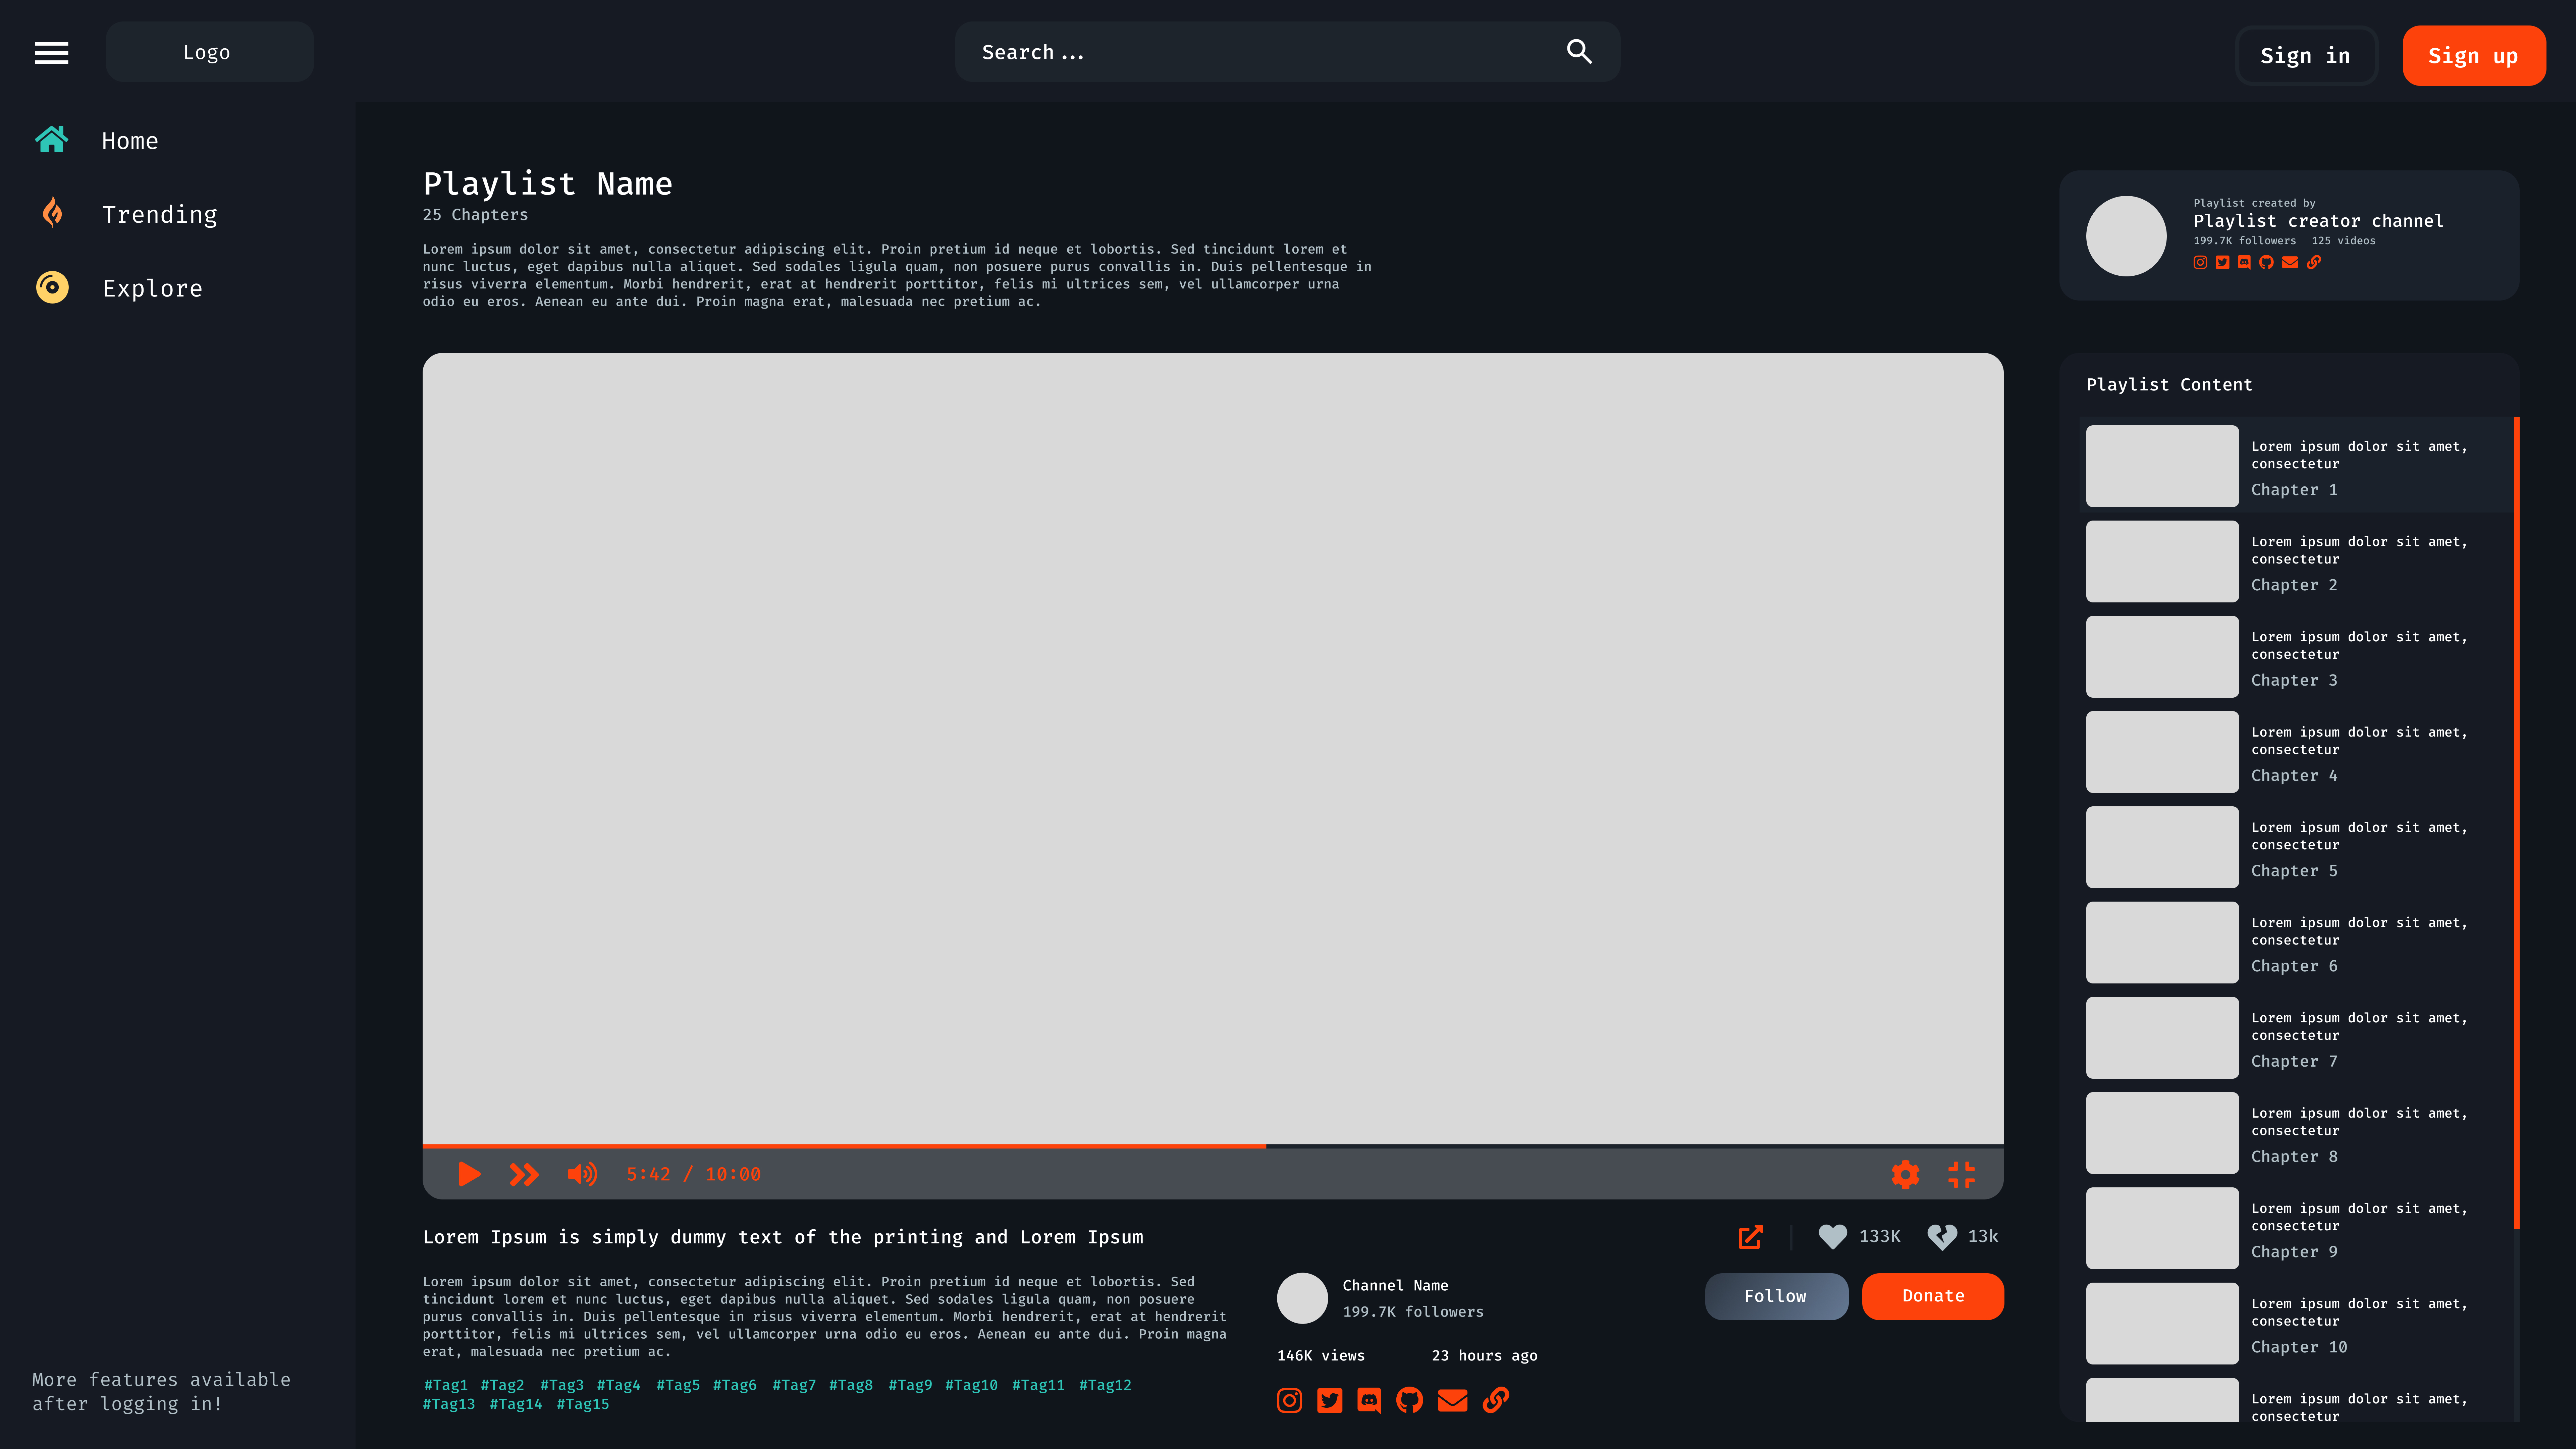 Logo
Search...
Sign in
Sign up
Home
Trending
Explore
More features available
after logging in!
Playlist Name
25 Chapters
Lorem ipsum dolor sit amet, consectetur adipiscing elit. Proin pretium id neque et lobortis. Sed tincidunt lorem et
nunc luctus, eget dapibus nulla aliquet. Sed sodales ligula quam, non posuere purus convallis in. Duis pellentesque in
risus viverra elementum. Morbi hendrerit, erat at hendrerit porttitor, felis mi ultrices sem, vel ullamcorper urna
odio eu eros. Aenean eu ante dui. Proin magna erat, malesuada nec pretium ac.
Playlist created by
Playlist creator channel
199.7K followers 125 videos
5:42 / 10:00
Lorem Ipsum is simply dummy text of the printing and Lorem Ipsum
133K
13k
Lorem ipsum dolor sit amet, consectetur adipiscing elit. Proin pretium id neque et lobortis. Sed
tincidunt lorem et nunc luctus, eget dapibus nulla aliquet. Sed sodales ligula quam, non posuere
purus convallis in. Duis pellentesque in risus viverra elementum. Morbi hendrerit, erat at hendrerit
porttitor, felis mi ultrices sem, vel ullamcorper urna odio eu eros. Aenean eu ante dui. Proin magna
erat, malesuada nec pretium ac.
#Tag1 #Tag2 #Tag3 #Tag4 #Tag5 #Tag6 #Tag7 #Tag8 #Tag9 #Tag10 #Tag11 #Tag12
#Tag13 #Tag14 #Tag15
Channel Name
199.7K followers
146K views 23 hours ago
Follow
Donate
Playlist Content
Lorem ipsum dolor sit amet,
consectetur
Chapter 1
Lorem ipsum dolor sit amet,
consectetur
Chapter 2
Lorem ipsum dolor sit amet,
consectetur
Chapter 3
Lorem ipsum dolor sit amet,
consectetur
Chapter 4
Lorem ipsum dolor sit amet,
consectetur
Chapter 5
Lorem ipsum dolor sit amet,
consectetur
Chapter 6
Lorem ipsum dolor sit amet,
consectetur
Chapter 7
Lorem ipsum dolor sit amet,
consectetur
Chapter 8
Lorem ipsum dolor sit amet,
consectetur
Chapter 9
Lorem ipsum dolor sit amet,
consectetur
Chapter 10
Lorem ipsum dolor sit amet,
consectetur